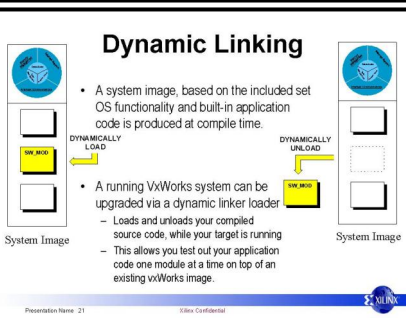 Dynamic Linking
• A system image, based on the included set
OS functionality and built-in application
code is produced at compile time.
DYNAMICALLY
LOAD
DYNAMICALLY
UNLOAD
SW_MOD
SW_MOD
• A running VxWorks system can be
upgraded via a dynamic linker loader
– Loads and unloads your compiled
source code, while your target is running
– This allows you test out your application
code one module at a time on top of an
existing vxWorks image.
System Image
System Image
Presentation Name 21
Xilinx Confidential
XILINX